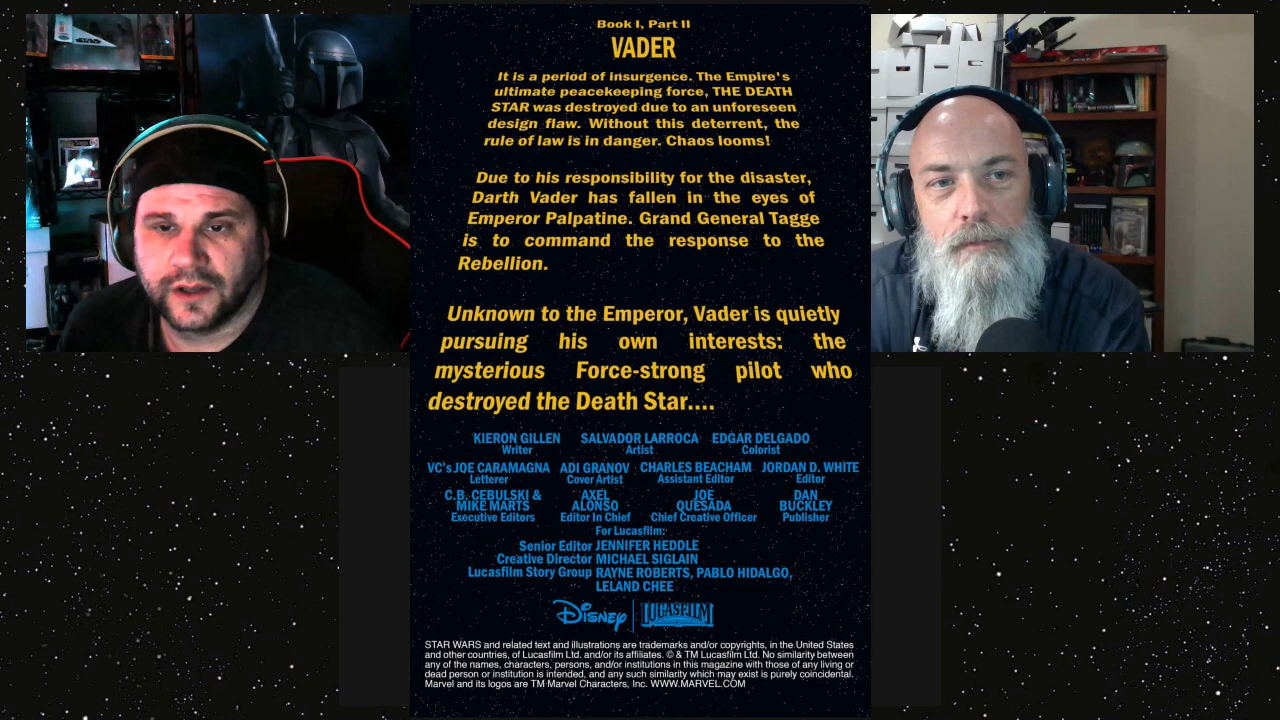 Book I, Part II
VADER
It is a period of insurgence. The Empire's
ultimate peacekeeping force, THE DEATH
STAR was destroyed due to an unforeseen
design flaw. Without this deterrent, the
rule of law is in danger. Chaos looms!
Due to his responsibility for the disaster,
Darth Vader has fallen in the eyes of
Emperor Palpatine. Grand General Tagge
is to command the response to the
Rebellion.
Unknown to the Emperor, Vader is quietly
pursuing his own interests: the
mysterious Force-strong pilot who
destroyed the Death Star....
KIERON GILLEN SALVADOR LARROCA EDGAR DELGADO
Writer Artist Colorist
VC's JOE CARAMAGNA ADI GRANOV CHARLES BEACHAM JORDAN D. WHITE
Letterer Cover Artist Assistant Editor Editor
C.B. CEBULSKI & AXEL JOE DAN
MIKE MARTS ALONSO QUESADA BUCKLEY
Executive Editors Editor In Chief Chief Creative Officer Publisher
For Lucasfilm:
Senior Editor JENNIFER HEDDLE
Creative Director MICHAEL SIGLAIN
Lucasfilm Story Group RAYNE ROBERTS, PABLO HIDALGO,
LELAND CHEE
Disney LUCASFILM
STAR WARS and related text and illustrations are trademarks and/or copyrights, in the United States
and other countries, of Lucasfilm Ltd. and/or its affiliates. © & TM Lucasfilm Ltd. No similarity between
any of the names, characters, persons, and/or institutions in this magazine with those of any living or
dead person or institution is intended, and any such similarity which may exist is purely coincidental.
Marvel and its logos are TM Marvel Characters, Inc. WWW.MARVEL.COM